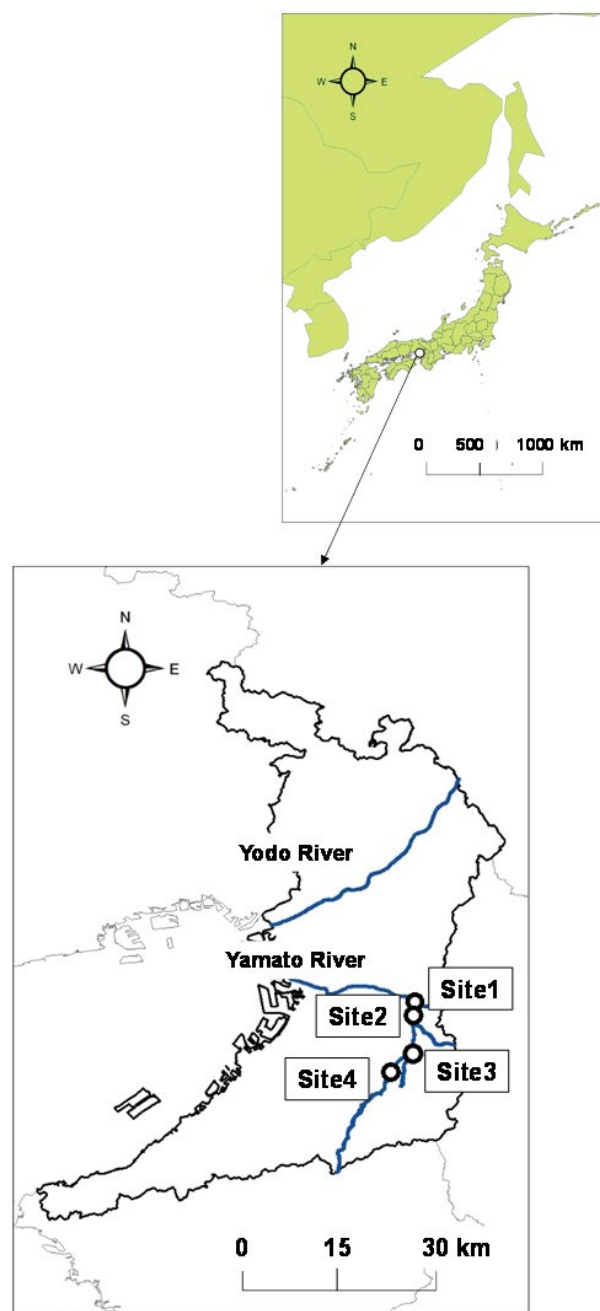 N
W E
S
0 500 1000 km
N
W E
S
Yodo River
Yamato River
Site1
Site2
Site3
Site4
0 15 30 km